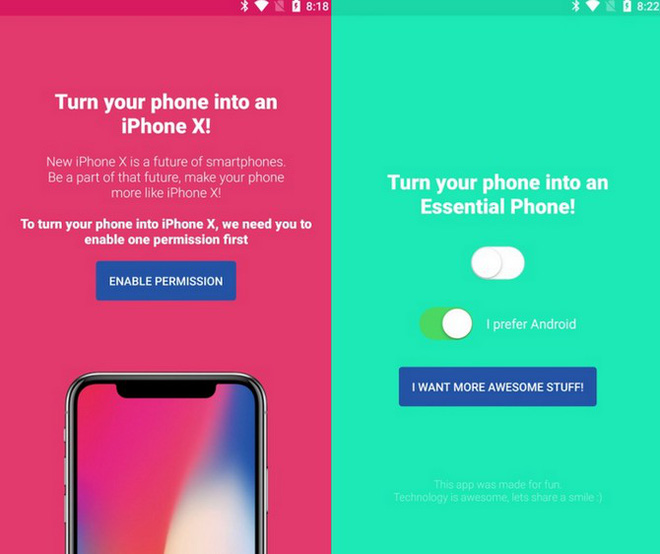 8:18
Turn your phone into an
iPhone X!
New iPhone X is a future of smartphones.
Be a part of that future, make your phone
more like iPhone X!
To turn your phone into iPhone X, we need you to
enable one permission first
ENABLE PERMISSION
8:22
Turn your phone into an
Essential Phone!
I prefer Android
I WANT MORE AWESOME STUFF!
This app was made for fun.
Technology is awesome, lets share a smile :)